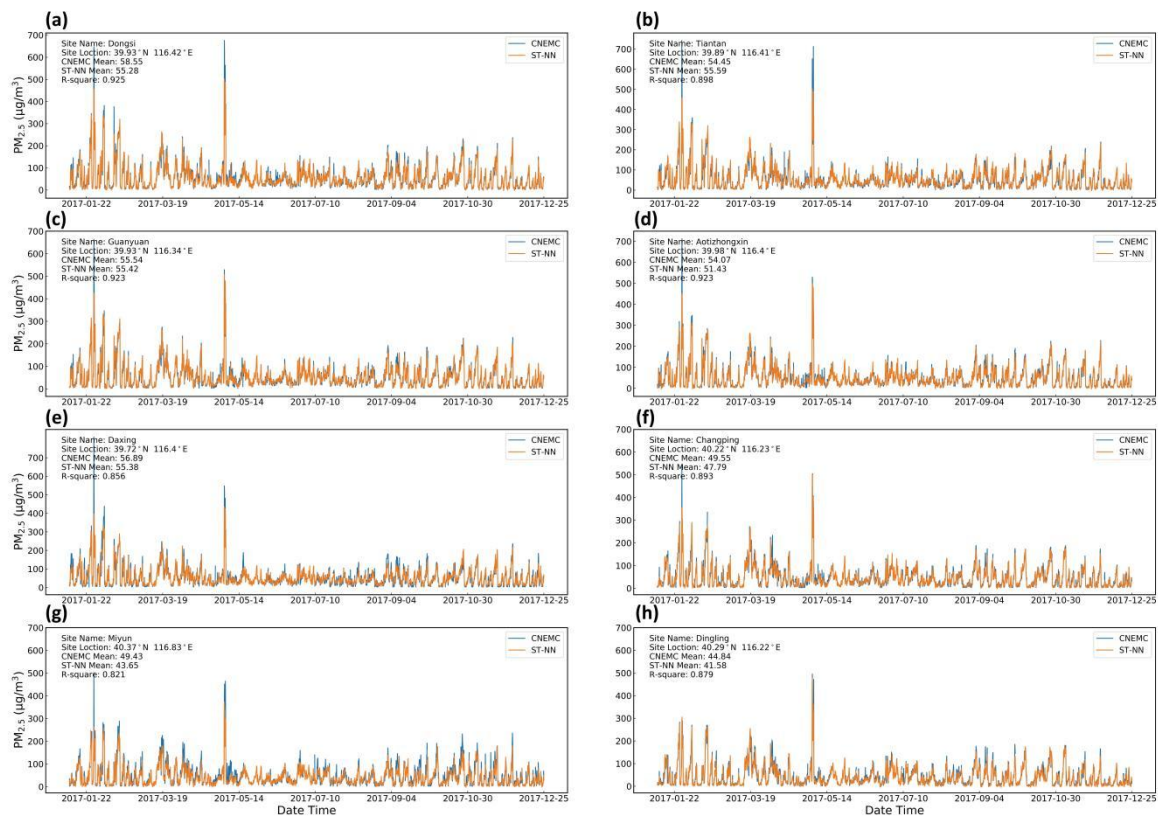 (a)
Site Name: Dongsi
Site Loction: 39.93°N 116.42°E
CNEMC Mean: 58.55
ST-NN Mean: 55.28
R-square: 0.925
CNEMC
ST-NN
PM2.5 (μg/m3)
700
600
500
400
300
200
100
0
2017-01-22 2017-03-19 2017-05-14 2017-07-10 2017-09-04 2017-10-30 2017-12-25
(b)
Site Name: Tiantan
Site Loction: 39.89°N 116.41°E
CNEMC Mean: 54.45
ST-NN Mean: 55.59
R-square: 0.898
CNEMC
ST-NN
700
600
500
400
300
200
100
0
2017-01-22 2017-03-19 2017-05-14 2017-07-10 2017-09-04 2017-10-30 2017-12-25
(c)
Site Name: Guanyuan
Site Loction: 39.93°N 116.34°E
CNEMC Mean: 55.54
ST-NN Mean: 55.42
R-square: 0.923
CNEMC
ST-NN
PM2.5 (μg/m3)
600
500
400
300
200
100
0
2017-01-22 2017-03-19 2017-05-14 2017-07-10 2017-09-04 2017-10-30 2017-12-25
(d)
Site Name: Aotizhongxin
Site Loction: 39.98°N 116.4°E
CNEMC Mean: 54.07
ST-NN Mean: 51.43
R-square: 0.923
CNEMC
ST-NN
700
600
500
400
300
200
100
0
2017-01-22 2017-03-19 2017-05-14 2017-07-10 2017-09-04 2017-10-30 2017-12-25
(e)
Site Name: Daxing
Site Loction: 39.72°N 116.4°E
CNEMC Mean: 56.89
ST-NN Mean: 55.38
R-square: 0.856
CNEMC
ST-NN
PM2.5 (μg/m3)
700
600
500
400
300
200
100
0
2017-01-22 2017-03-19 2017-05-14 2017-07-10 2017-09-04 2017-10-30 2017-12-25
(f)
Site Name: Changping
Site Loction: 40.22°N 116.23°E
CNEMC Mean: 49.55
ST-NN Mean: 47.79
R-square: 0.893
CNEMC
ST-NN
700
600
500
400
300
200
100
0
2017-01-22 2017-03-19 2017-05-14 2017-07-10 2017-09-04 2017-10-30 2017-12-25
(g)
Site Name: Miyun
Site Loction: 40.37°N 116.83°E
CNEMC Mean: 49.43
ST-NN Mean: 43.65
R-square: 0.821
CNEMC
ST-NN
PM2.5 (μg/m3)
700
600
500
400
300
200
100
0
2017-01-22 2017-03-19 2017-05-14 2017-07-10 2017-09-04 2017-10-30 2017-12-25
Date Time
(h)
Site Name: Dingling
Site Loction: 40.29°N 116.22°E
CNEMC Mean: 44.84
ST-NN Mean: 41.58
R-square: 0.879
CNEMC
ST-NN
700
600
500
400
300
200
100
0
2017-01-22 2017-03-19 2017-05-14 2017-07-10 2017-09-04 2017-10-30 2017-12-25
Date Time